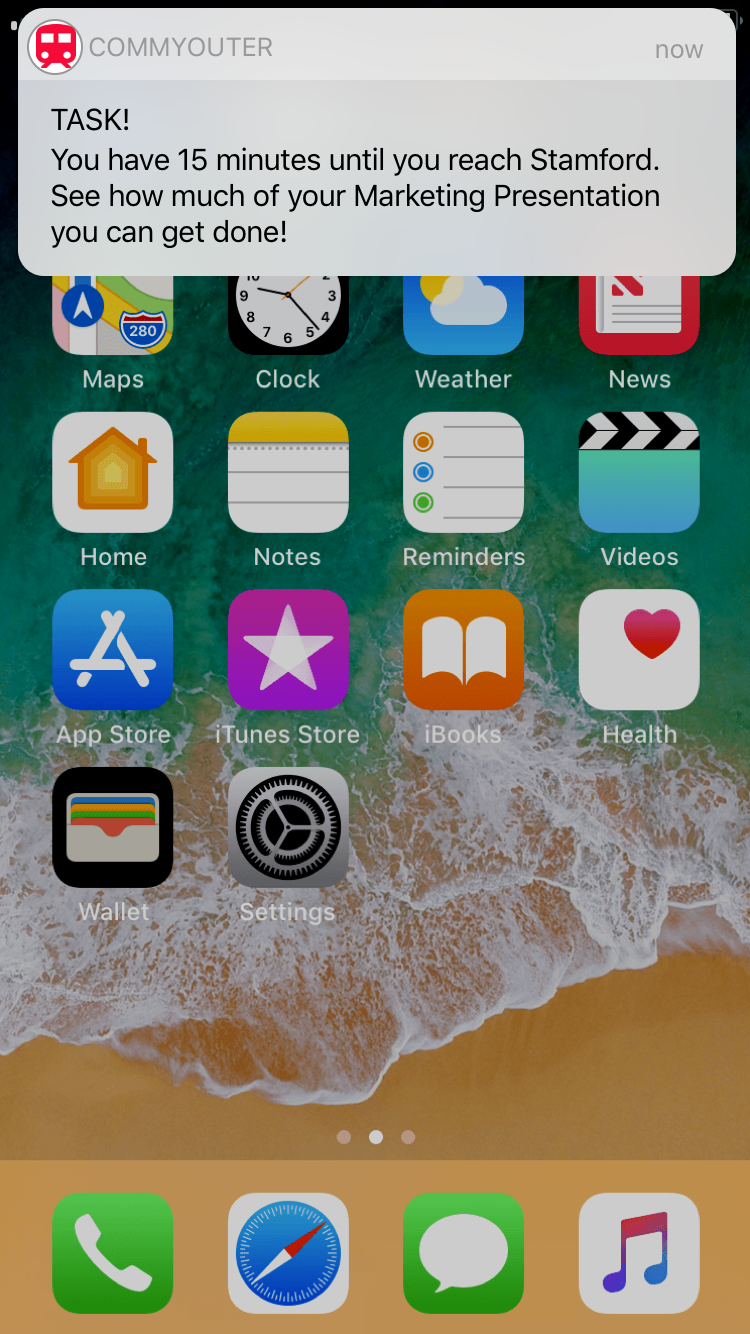 COMMYOUTER now
TASK!
You have 15 minutes until you reach Stamford.
See how much of your Marketing Presentation
you can get done!
280
9 3
8 4
7 6 5
Maps Clock Weather News
Home Notes Reminders Videos
App Store iTunes Store iBooks Health
Wallet Settings